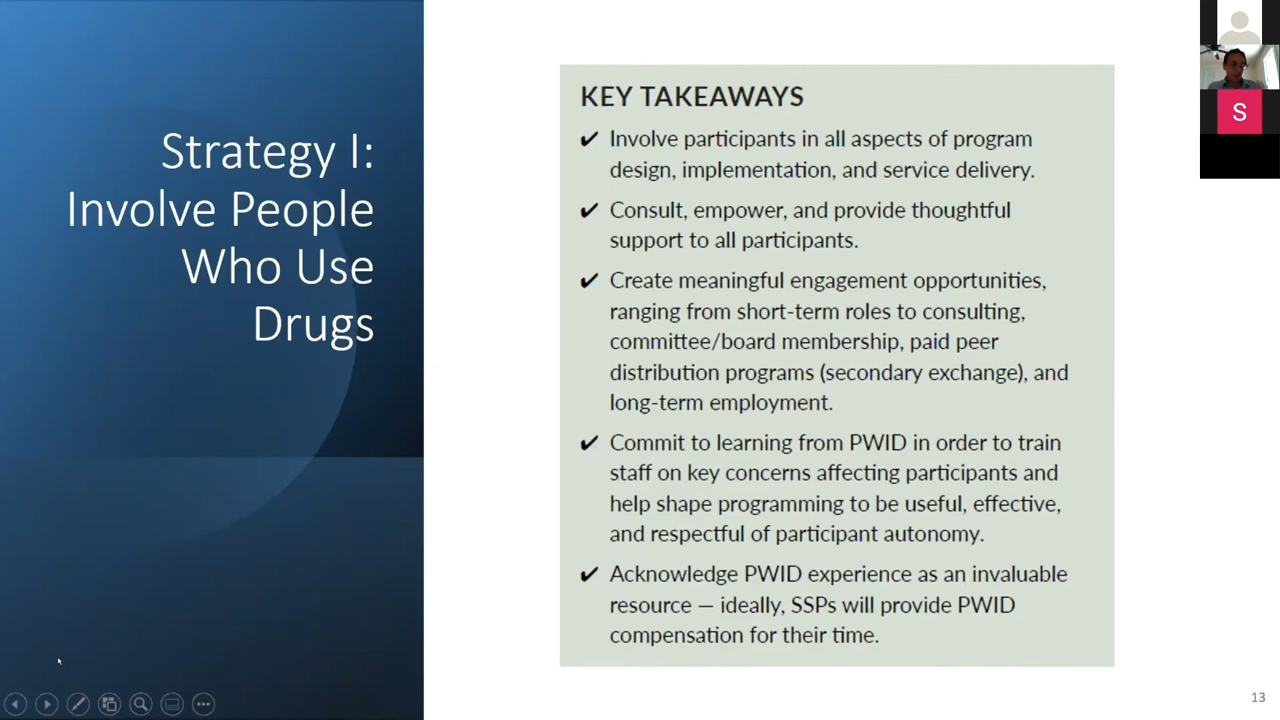 Strategy I:
Involve People
Who Use
Drugs
KEY TAKEAWAYS
✔ Involve participants in all aspects of program
design, implementation, and service delivery.
✔ Consult, empower, and provide thoughtful
support to all participants.
✔ Create meaningful engagement opportunities,
ranging from short-term roles to consulting,
committee/board membership, paid peer
distribution programs (secondary exchange), and
long-term employment.
✔ Commit to learning from PWID in order to train
staff on key concerns affecting participants and
help shape programming to be useful, effective,
and respectful of participant autonomy.
✔ Acknowledge PWID experience as an invaluable
resource — ideally, SSPs will provide PWID
compensation for their time.
S
13